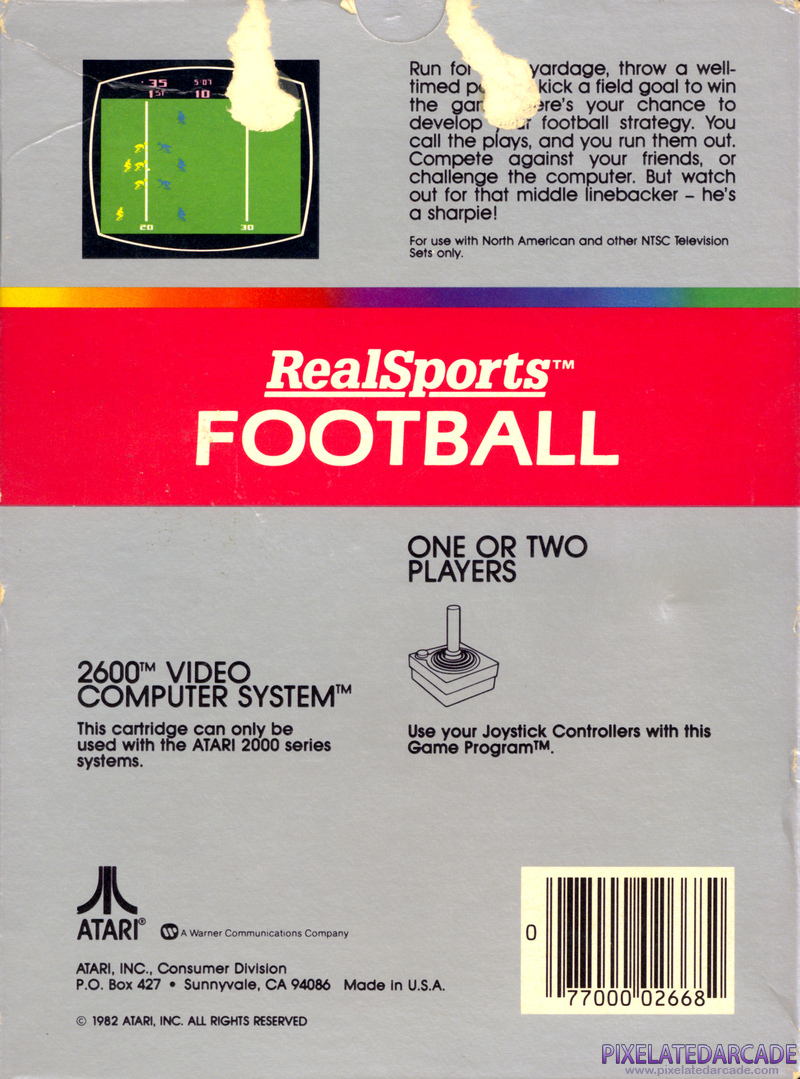 35 5:07
1ST 10
20 30
Run for yardage, throw a well-
timed kick a field goal to win
the here's your chance to
develop football strategy. You
call the plays, and you run them out.
Compete against your friends, or
challenge the computer. But watch
out for that middle linebacker – he's
a sharpie!
For use with North American and other NTSC Television
Sets only.
RealSports™
FOOTBALL
ONE OR TWO
PLAYERS
2600™ VIDEO
COMPUTER SYSTEM™
This cartridge can only be
used with the ATARI 2000 series
systems.
Use your Joystick Controllers with this
Game Program™.
ATARI®
A Warner Communications Company
ATARI, INC., Consumer Division
P.O. Box 427 • Sunnyvale, CA 94086 Made in U.S.A.
© 1982 ATARI, INC. ALL RIGHTS RESERVED
0
77000 02668
PIXELATEDARCADE
www.pixelatedarcade.com